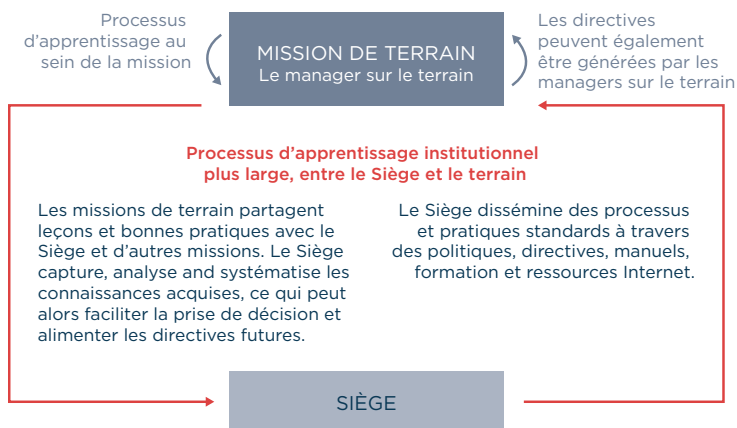 Processus
d’apprentissage au
sein de la mission
MISSION DE TERRAIN
Le manager sur le terrain
Les directives
peuvent également
être générées par les
managers sur le terrain
Processus d’apprentissage institutionnel
plus large, entre le Siège et le terrain
Les missions de terrain partagent
leçons et bonnes pratiques avec le
Siège et d’autres missions. Le Siège
capture, analyse and systématise les
connaissances acquises, ce qui peut
alors faciliter la prise de décision et
alimenter les directives futures.
Le Siège dissémine des processus
et pratiques standards à travers
des politiques, directives, manuels,
formation et ressources Internet.
SIÈGE